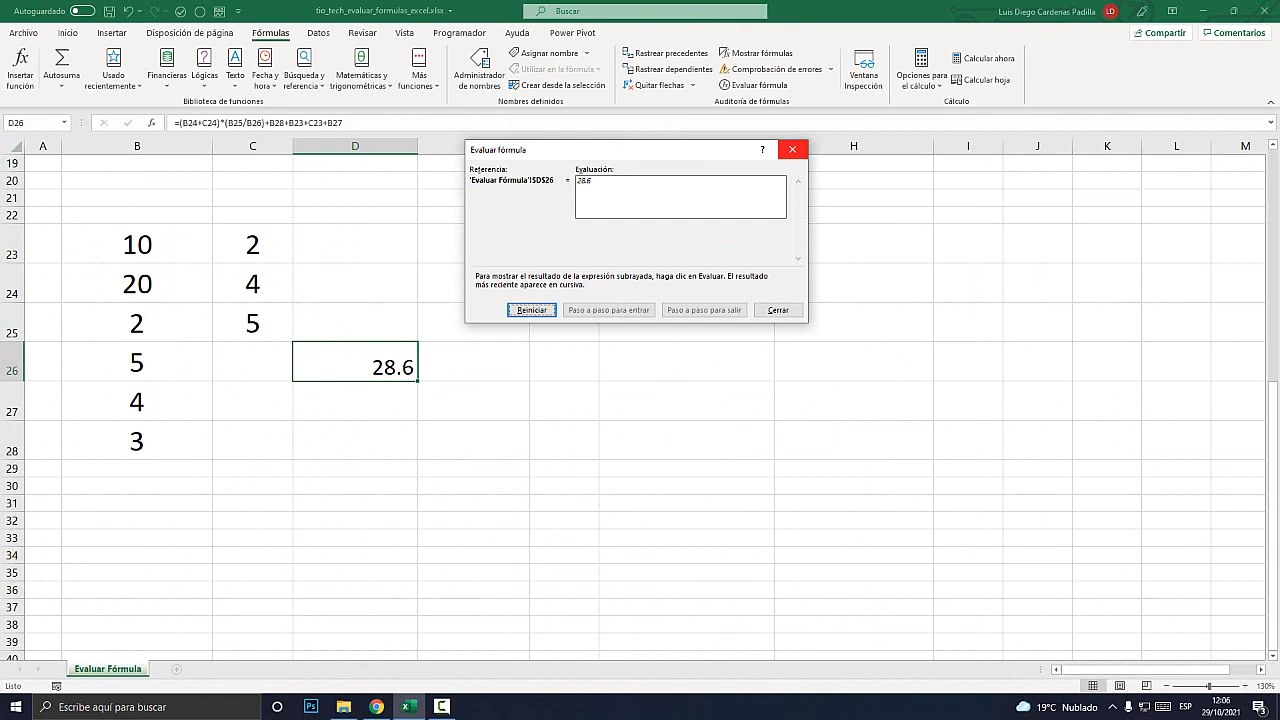 Autoguardado
tio_tech_evaluar_formulas_excel.xlsx
Buscar
Luis Diego Cardenas Padilla
LD
Archivo
Inicio
Insertar
Disposición de página
Fórmulas
Datos
Revisar
Vista
Programador
Ayuda
Power Pivot
Compartir
Comentarios
Insertar función
Autosuma
Usado recientemente
Financieras
Lógicas
Texto
Fecha y hora
Búsqueda y referencia
Matemáticas y trigonométricas
Más funciones
Biblioteca de funciones
Administrador de nombres
Asignar nombre
Utilizar en la fórmula
Crear desde la selección
Nombres definidos
Rastrear precedentes
Rastrear dependientes
Quitar flechas
Mostrar fórmulas
Comprobación de errores
Evaluar fórmula
Auditoría de fórmulas
Ventana Inspección
Opciones para el cálculo
Calcular ahora
Calcular hoja
Cálculo
D26
fx
=(B24+C24)*(B25/B26)+B28+B23+C23+B27
A B C D H I J K L M
19
20
21
22
23 10 2
24 20 4
25 2 5
26 5 28.6
27 4
28 3
29
30
31
32
33
34
35
36
37
38
39
40
Evaluar fórmula
?
Referencia:
Evaluación:
'Evaluar Fórmula'!$D$26 = 28.6
Para mostrar el resultado de la expresión subrayada, haga clic en Evaluar. El resultado
más reciente aparece en cursiva.
Reiniciar
Paso a paso para entrar
Paso a paso para salir
Cerrar
Evaluar Fórmula
Listo
130%
Escribe aquí para buscar
19°C Nublado
ESP
12:06
29/10/2021